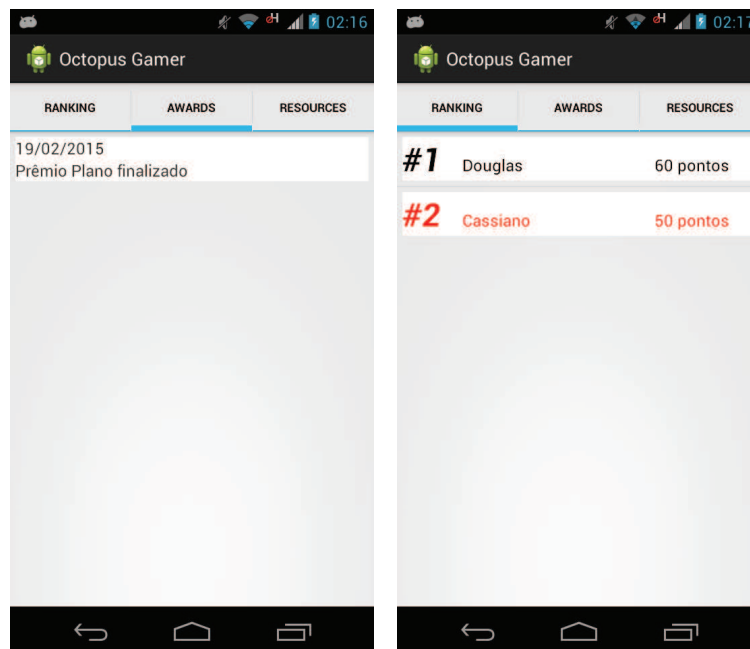 02:16
Octopus Gamer
RANKING AWARDS RESOURCES
19/02/2015
Prêmio Plano finalizado
02:17
Octopus Gamer
RANKING AWARDS RESOURCES
#1 Douglas 60 pontos
#2 Cassiano 50 pontos